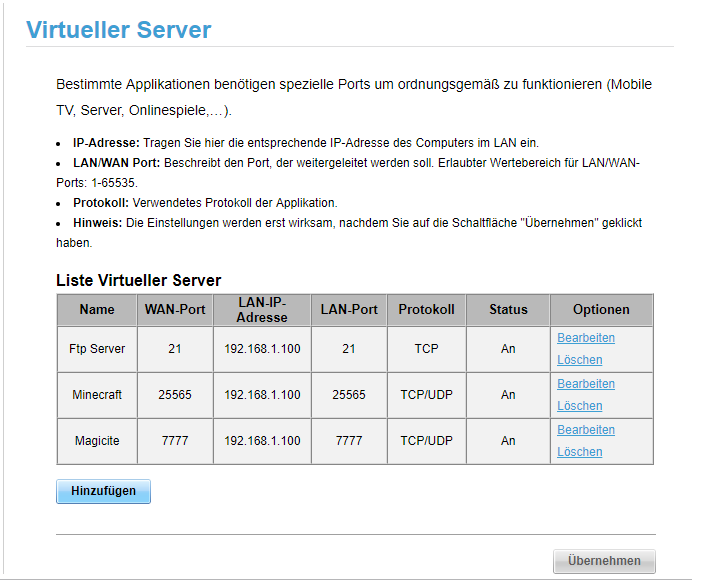 Virtueller Server
Bestimmte Applikationen benötigen spezielle Ports um ordnungsgemäß zu funktionieren (Mobile
TV, Server, Onlinespiele,…).
• IP-Adresse: Tragen Sie hier die entsprechende IP-Adresse des Computers im LAN ein.
• LAN/WAN Port: Beschreibt den Port, der weitergeleitet werden soll. Erlaubter Wertebereich für LAN/WAN-
Ports: 1-65535.
• Protokoll: Verwendetes Protokoll der Applikation.
• Hinweis: Die Einstellungen werden erst wirksam, nachdem Sie auf die Schaltfläche "Übernehmen" geklickt
haben.
Liste Virtueller Server
Name WAN-Port LAN-IP-Adresse LAN-Port Protokoll Status Optionen
Ftp Server 21 192.168.1.100 21 TCP An Bearbeiten
Löschen
Minecraft 25565 192.168.1.100 25565 TCP/UDP An Bearbeiten
Löschen
Magicite 7777 192.168.1.100 7777 TCP/UDP An Bearbeiten
Löschen
Hinzufügen
Übernehmen